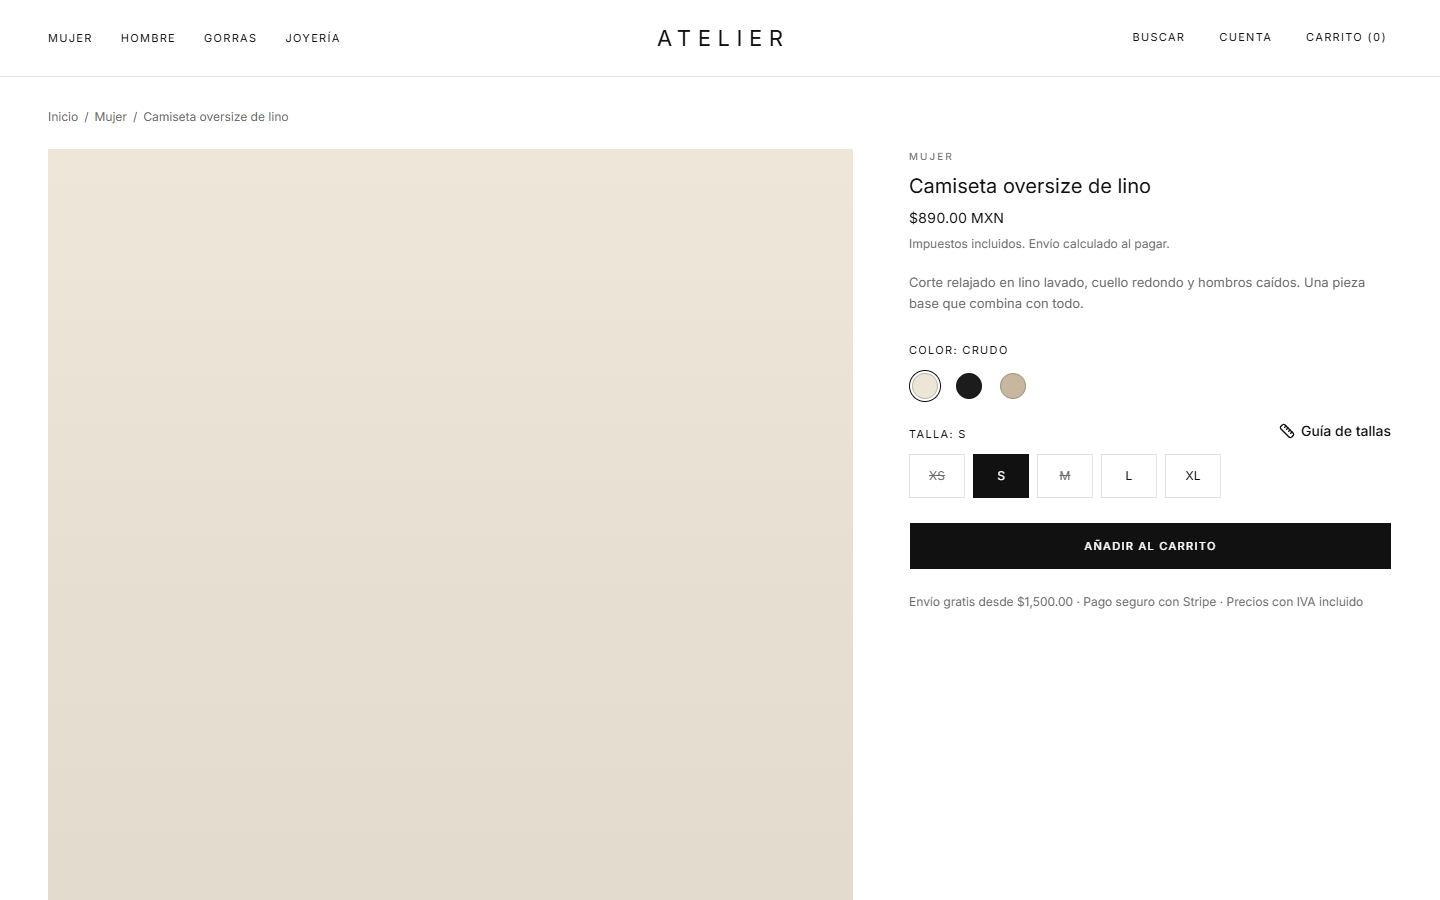 MUJER HOMBRE GORRAS JOYERÍA ATELIER BUSCAR CUENTA CARRITO (0)
Inicio / Mujer / Camiseta oversize de lino
MUJER
Camiseta oversize de lino
$890.00 MXN
Impuestos incluidos. Envío calculado al pagar.
Corte relajado en lino lavado, cuello redondo y hombros caídos. Una pieza
base que combina con todo.
COLOR: CRUDO
TALLA: S Guía de tallas
XS S M L XL
AÑADIR AL CARRITO
Envío gratis desde $1,500.00 · Pago seguro con Stripe · Precios con IVA incluido